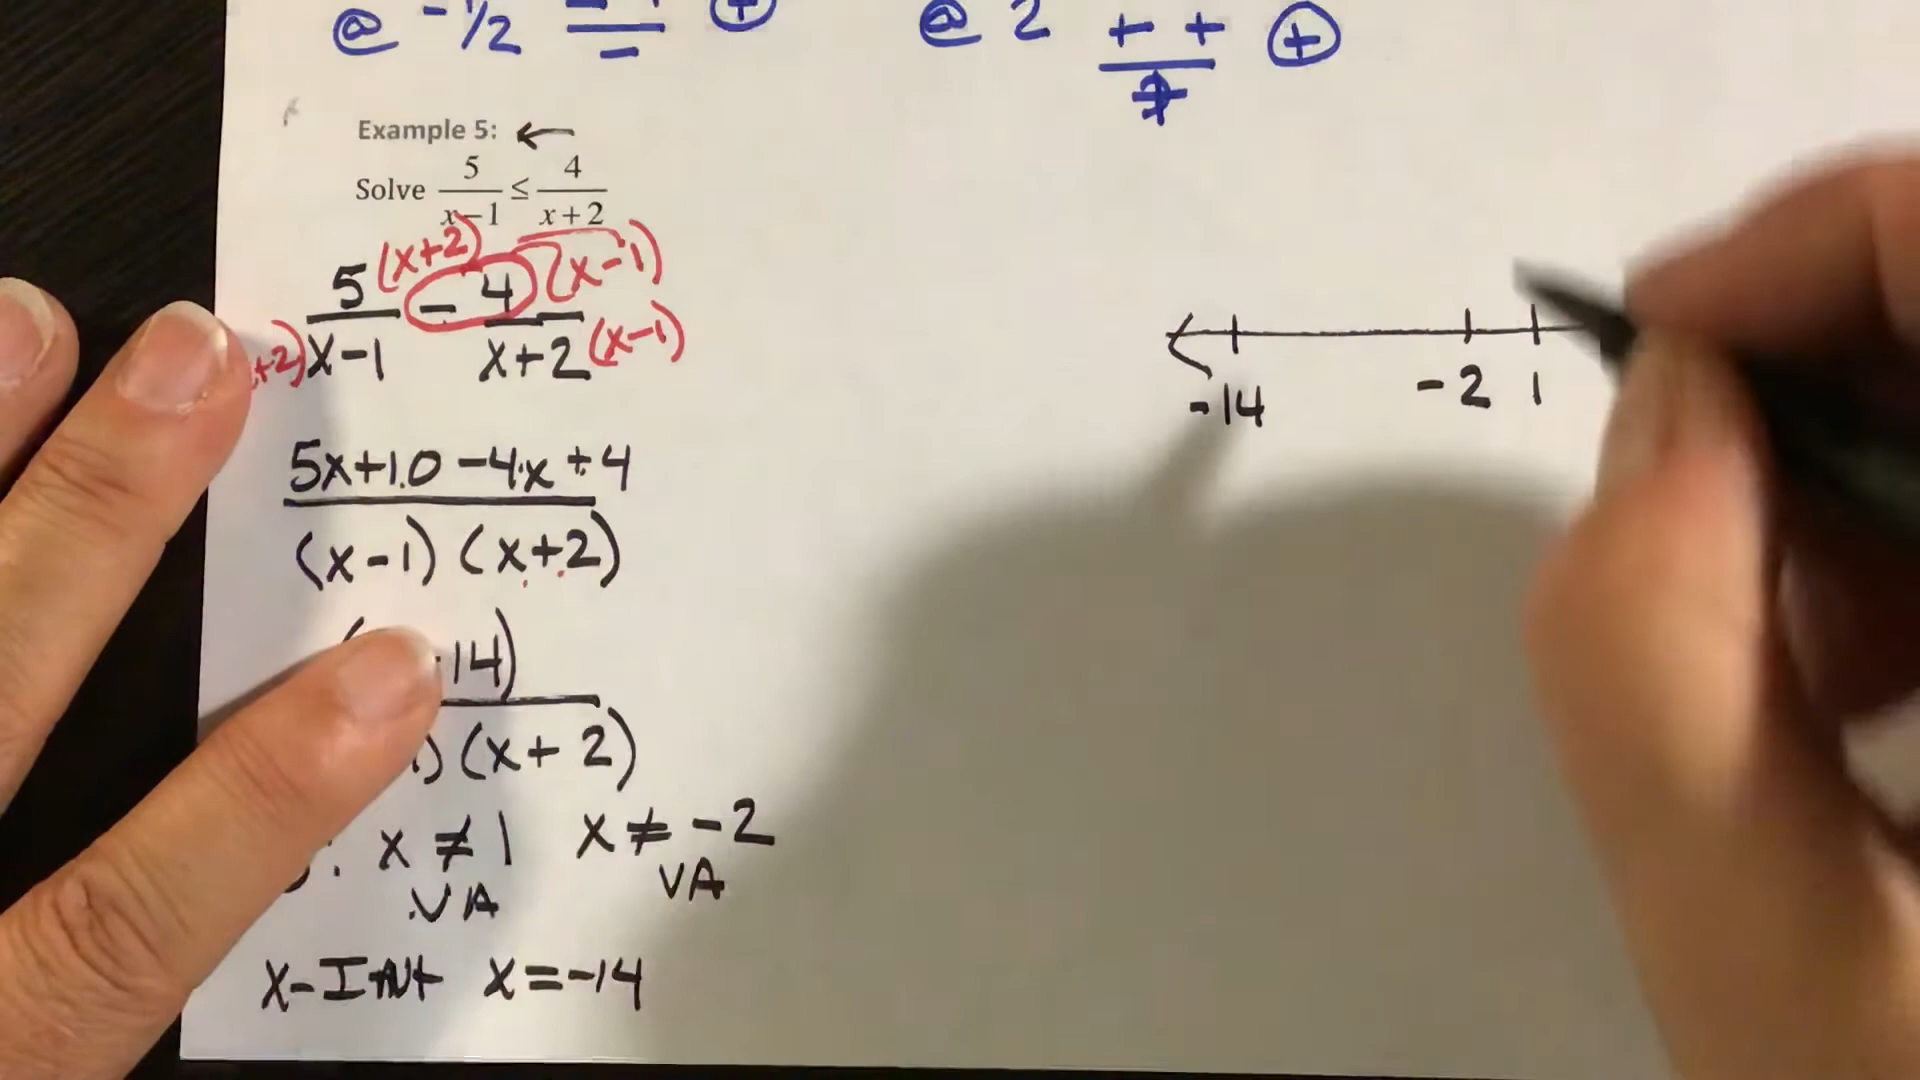 @ -1/2 +
@ 2 + + +
Example 5: ←
Solve 5/(x-1) ≤ 4/(x+2)
5 (x+2) - 4 (x-1)
+2) x-1 x+2 (x-1)
5x+10 -4x +4
(x-1) (x+2)
14)
) (x+2)
: x ≠ 1 x ≠ -2
VA VA
x-Int x=-14
-14 -2 1